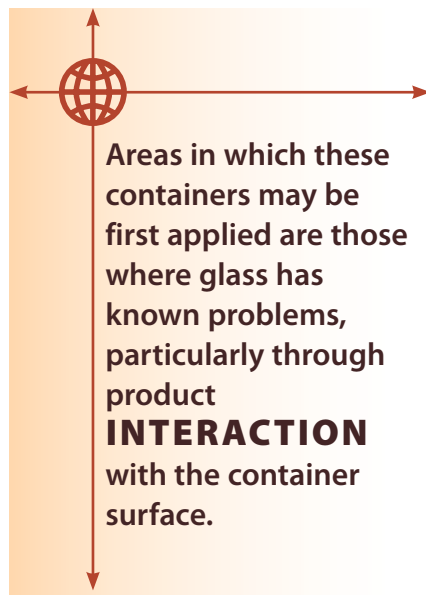 Areas in which these
containers may be
first applied are those
where glass has
known problems,
particularly through
product
INTERACTION
with the container
surface.